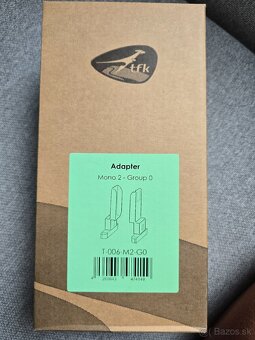 tfk
Adapter
Mono 2 - Group 0
T-006-M2-G0
Bazos.sk